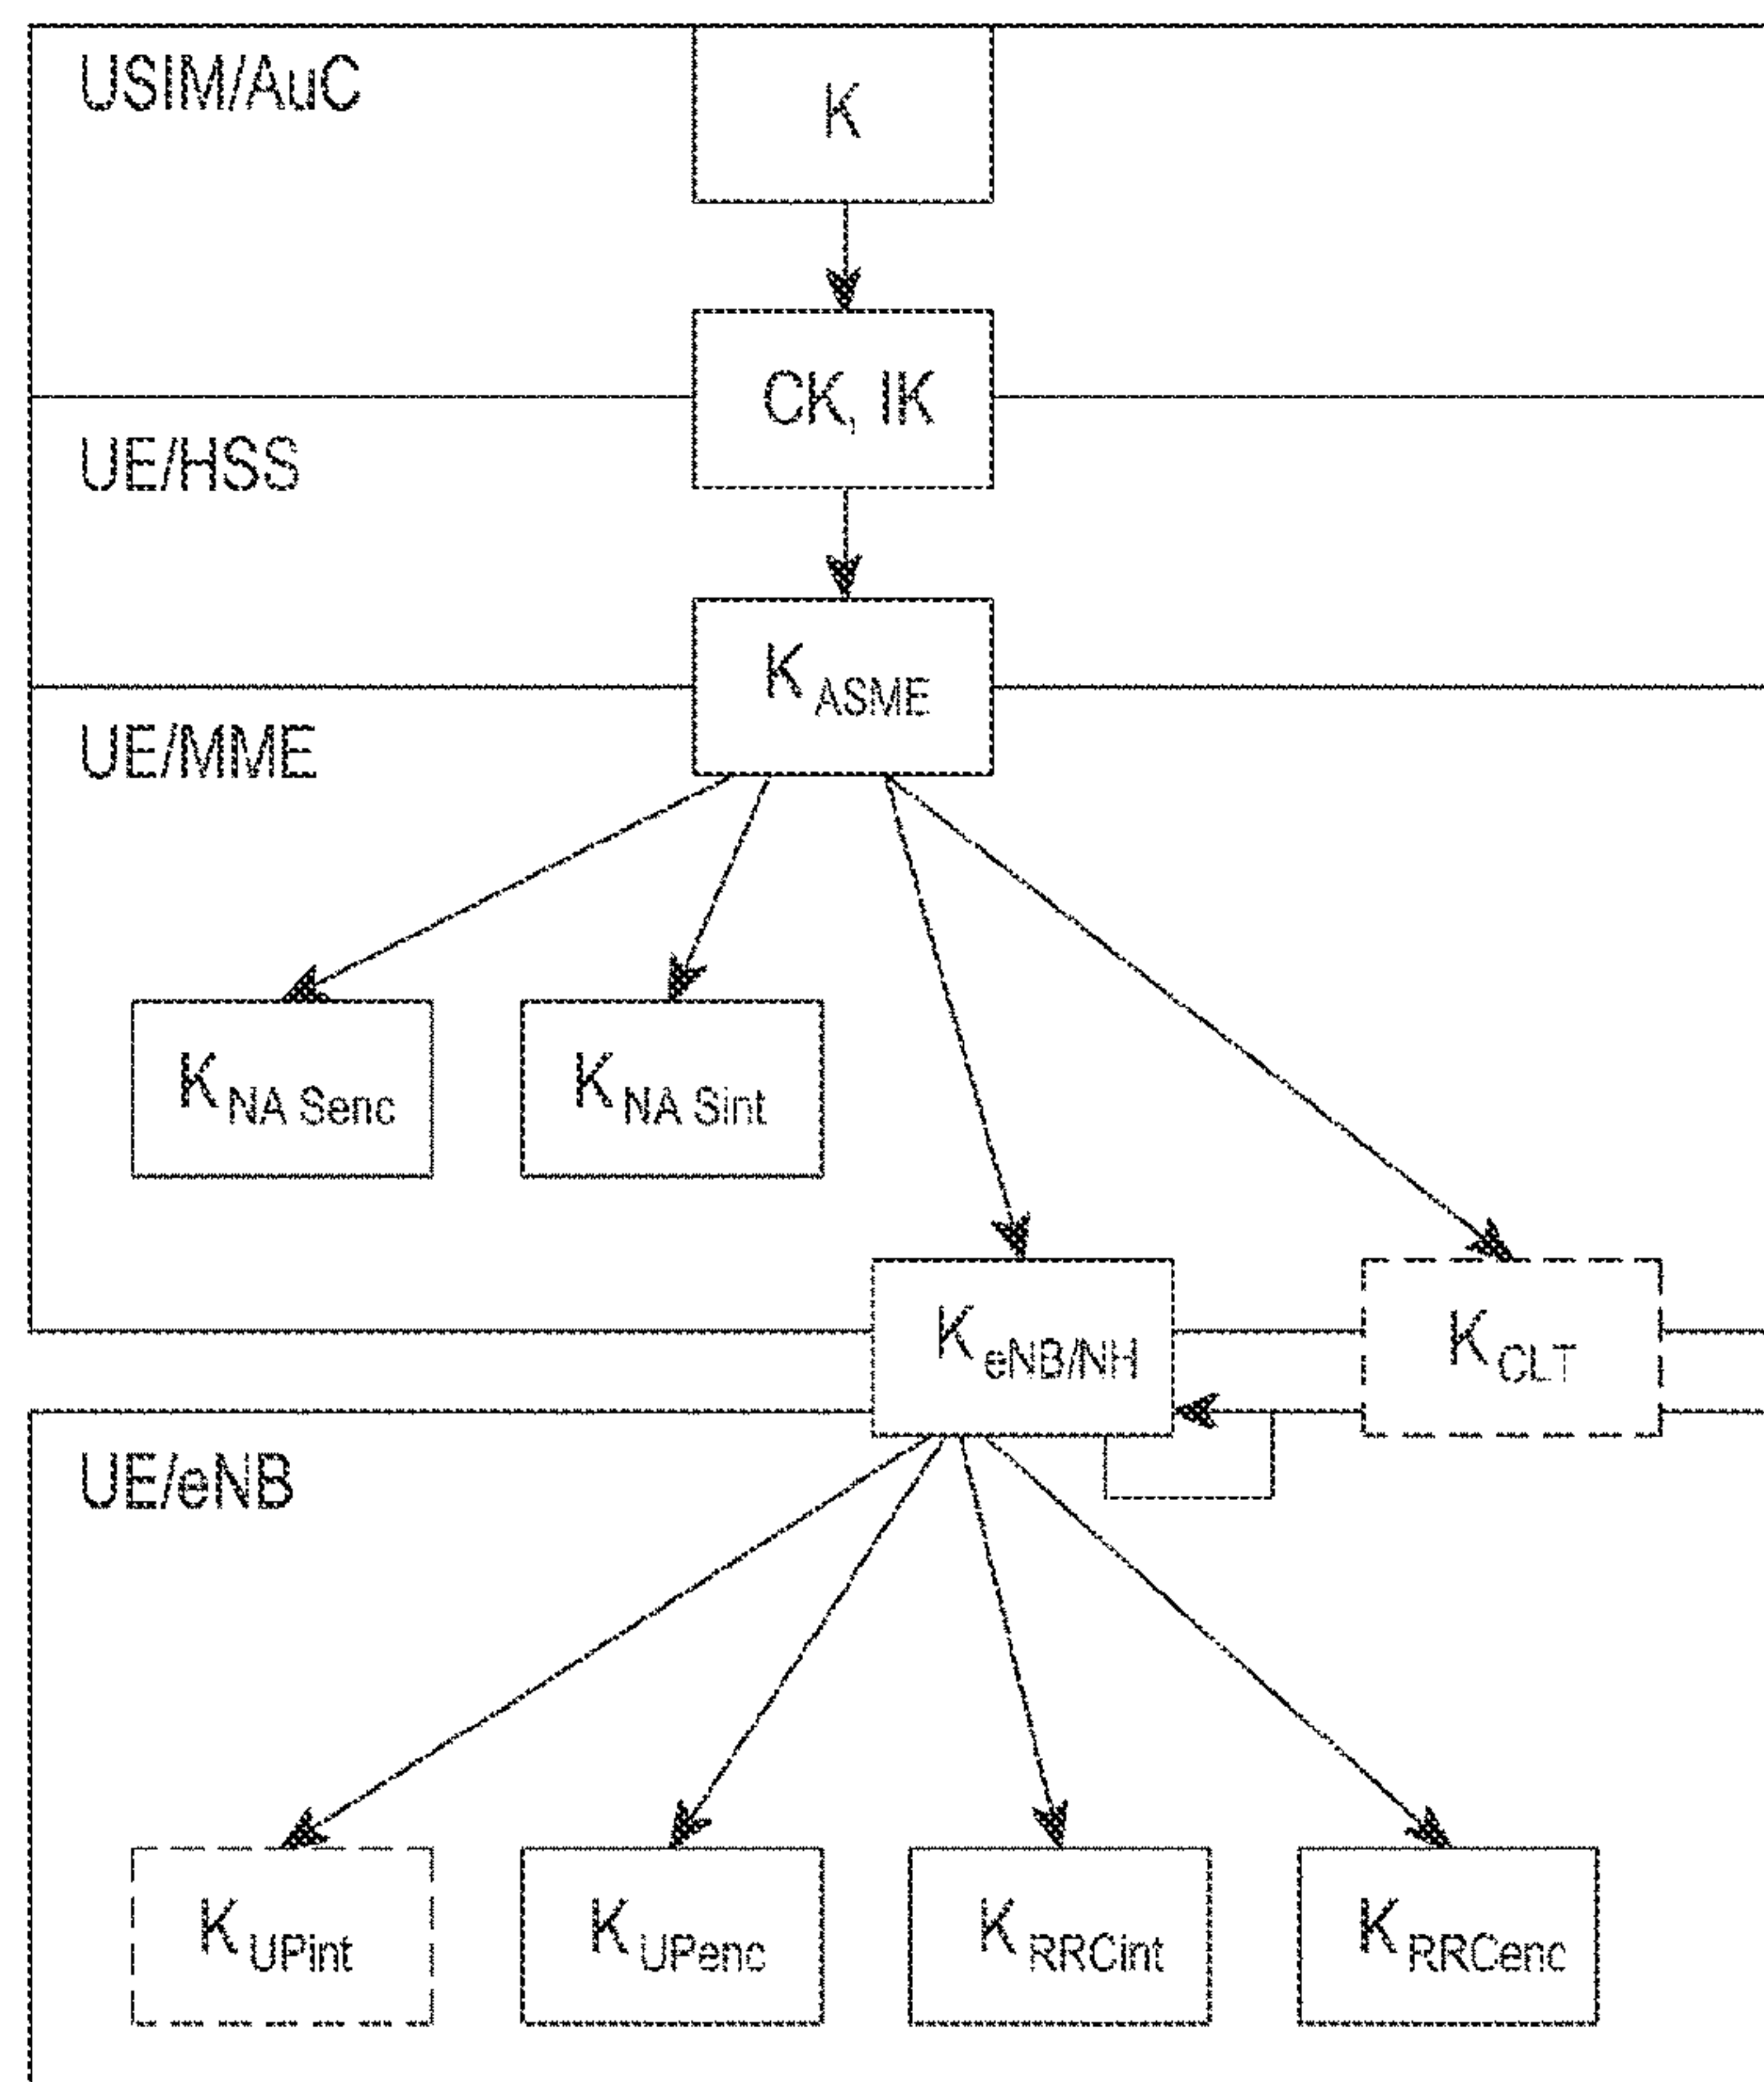 USIM/AuC
K
CK, IK
UE/HSS
K ASME
UE/MME
K NA Senc
K NA Sint
K eNB/NH
K CLT
UE/eNB
K UPint
K UPenc
K RRCint
K RRCenc